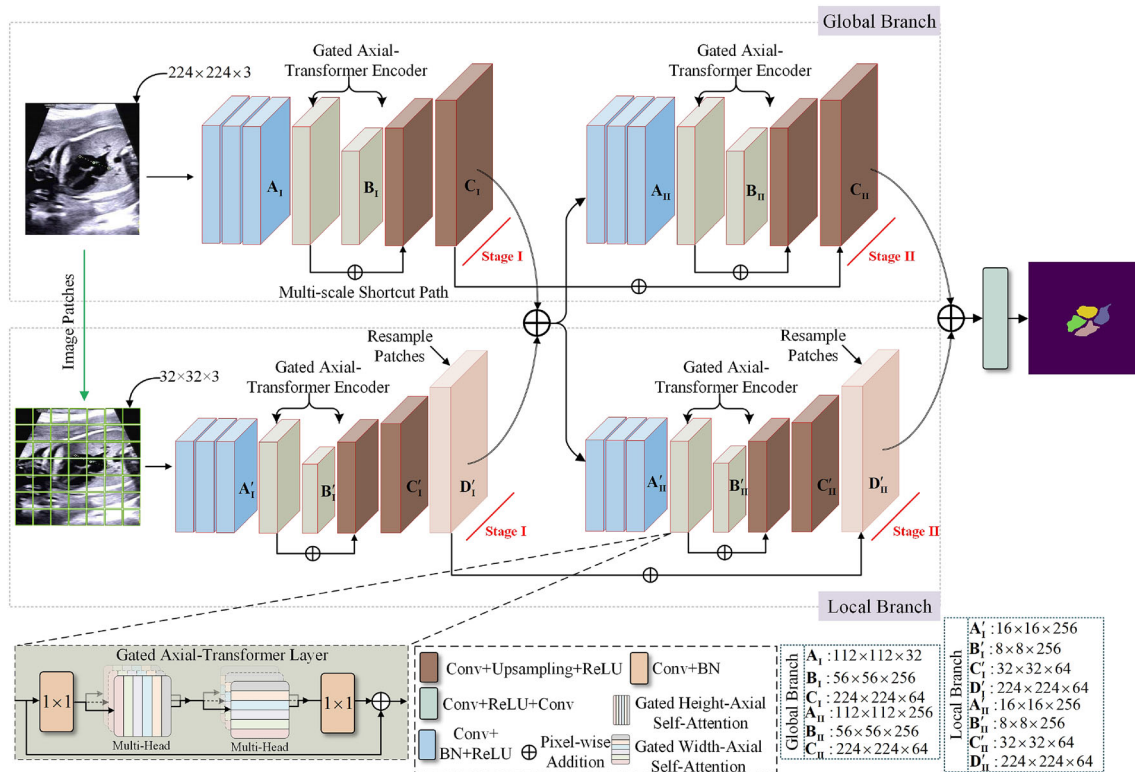 Global Branch
Gated Axial-
Transformer Encoder
Gated Axial-
Transformer Encoder
224×224×3
A_I
B_I
C_I
A_II
B_II
C_II
Stage I
Stage II
Multi-scale Shortcut Path
Image Patches
Resample
Patches
Resample
Patches
32×32×3
Gated Axial-
Transformer Encoder
Gated Axial-
Transformer Encoder
A′_I
B′_I
C′_I
D′_I
A′_II
B′_II
C′_II
D′_II
Stage I
Stage II
Local Branch
Gated Axial-Transformer Layer
1×1
Multi-Head
Multi-Head
1×1
Conv+Upsampling+ReLU
Conv+BN
Conv+ReLU+Conv
Gated Height-Axial
Self-Attention
Conv+
BN+ReLU
Pixel-wise
Addition
Gated Width-Axial
Self-Attention
Global Branch
A_I :112×112×32
B_I :56×56×256
C_I :224×224×64
A_II :112×112×256
B_II :56×56×256
C_II :224×224×64
Local Branch
A′_I :16×16×256
B′_I :8×8×256
C′_I :32×32×64
D′_I :224×224×64
A_II :16×16×256
B′_II :8×8×256
C′_II :32×32×64
D′_II :224×224×64